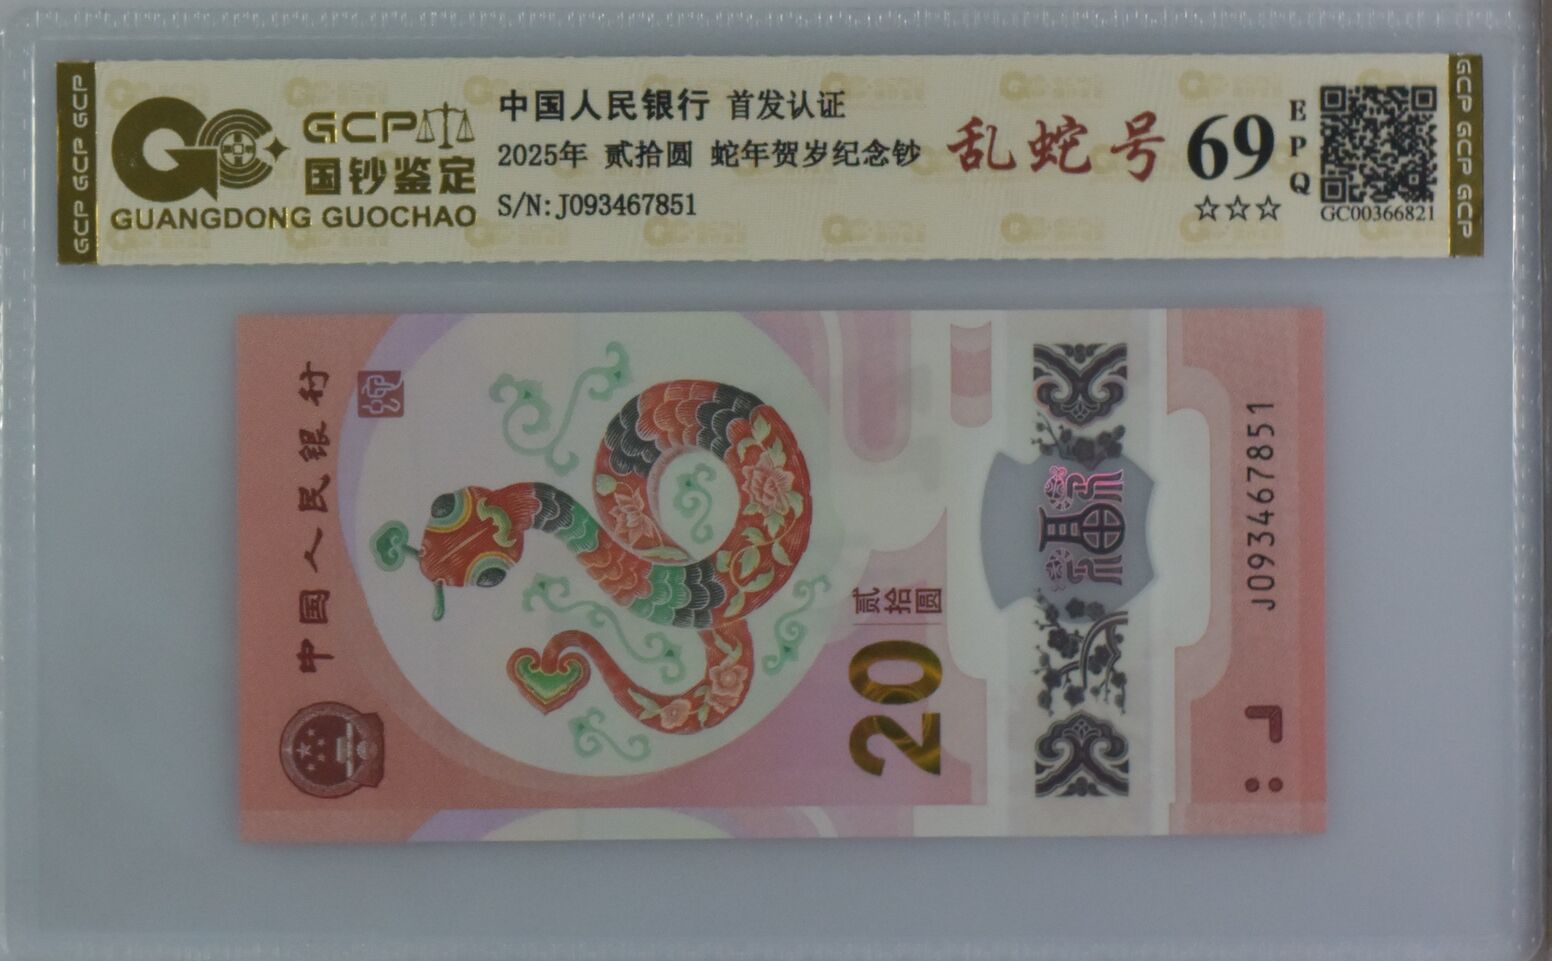 GCP GCP GCP
GCP
国钞鉴定
GUANGDONG GUOCHAO
中国人民银行 首发认证
2025年 贰拾圆 蛇年贺岁纪念钞
S/N:J093467851
乱蛇号
69
EPQ
☆☆☆
GC00366821
GCP GCP GCP
中国人民银行
贰拾圆
20
福
J093467851